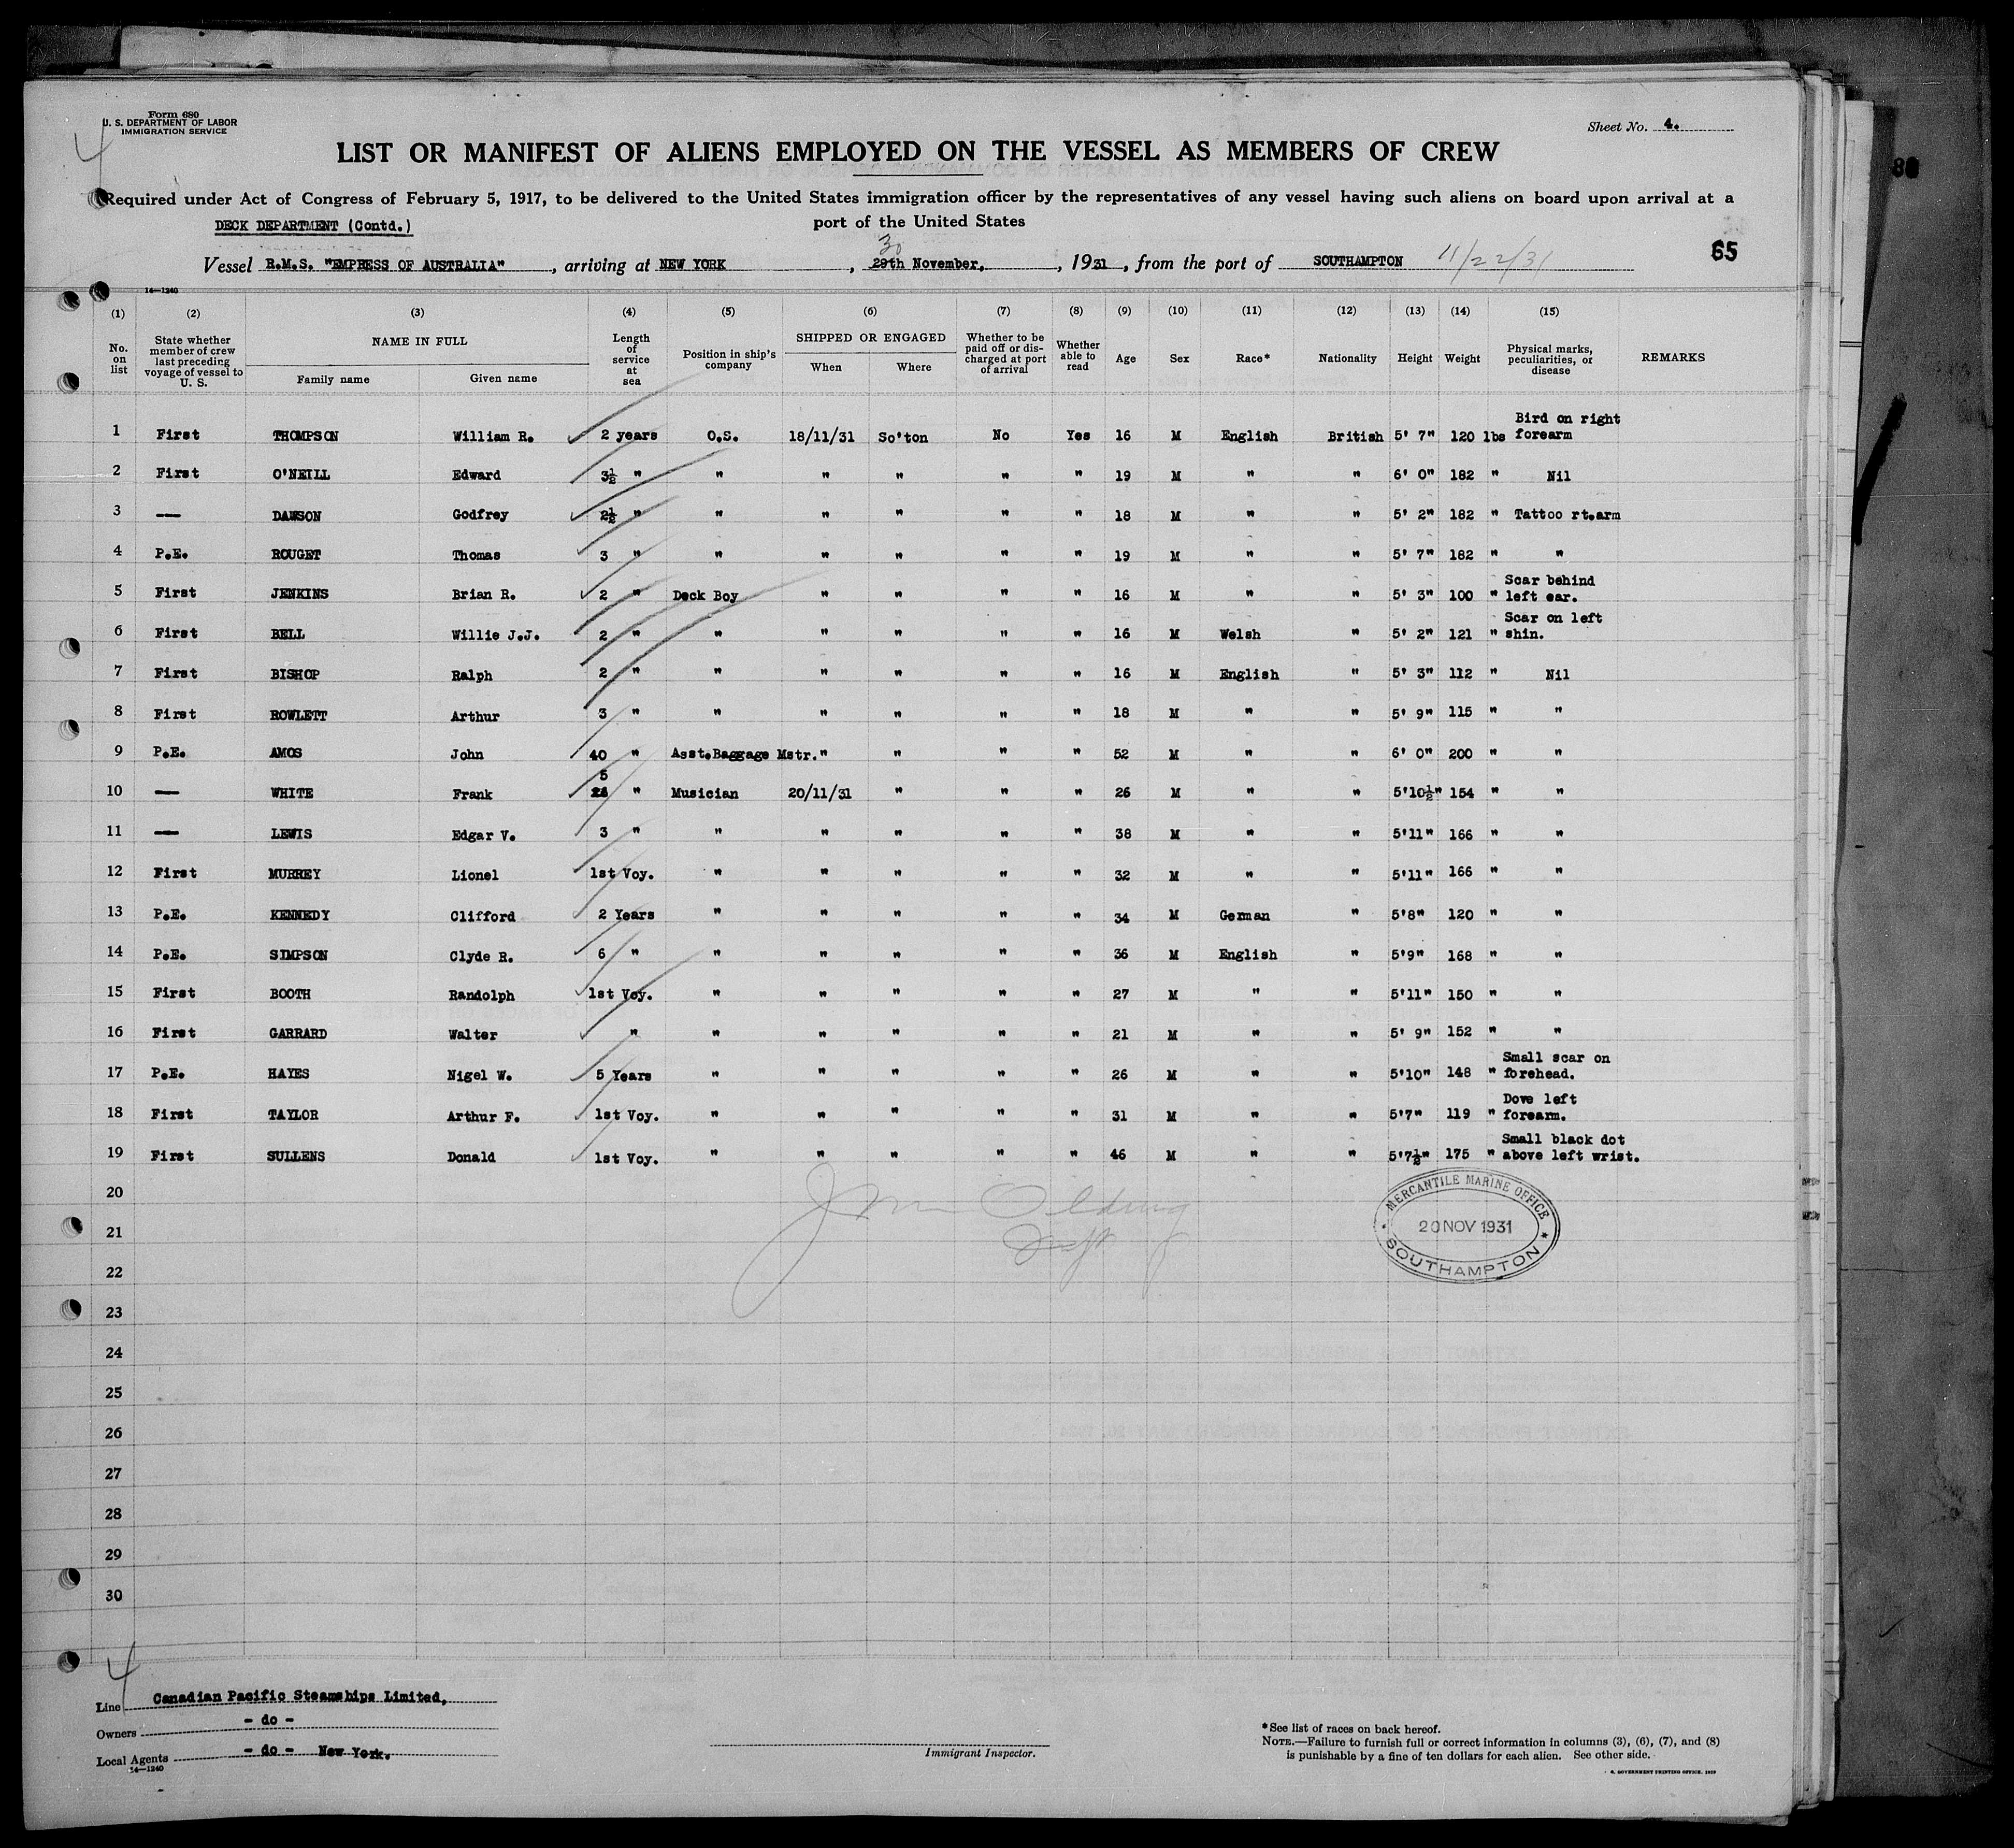 Form 680
U. S. DEPARTMENT OF LABOR
IMMIGRATION SERVICE
4
Sheet No. 4.
LIST OR MANIFEST OF ALIENS EMPLOYED ON THE VESSEL AS MEMBERS OF CREW
Required under Act of Congress of February 5, 1917, to be delivered to the United States immigration officer by the representatives of any vessel having such aliens on board upon arrival at a
port of the United States
DECK DEPARTMENT (Contd.)
65
30
Vessel R.M.S. "EMPRESS OF AUSTRALIA", arriving at NEW YORK, 29th November, 1931, from the port of SOUTHAMPTON 11/22/31
14—1240
(1) (2) (3) (4) (5) (6) (7) (8) (9) (10) (11) (12) (13) (14) (15)
No. on list State whether member of crew last preceding voyage of vessel to U. S. NAME IN FULL Family name Given name Length of service at sea Position in ship's company SHIPPED OR ENGAGED When Where Whether to be paid off or discharged at port of arrival Whether able to read Age Sex Race* Nationality Height Weight Physical marks, peculiarities, or disease REMARKS
1 First THOMPSON William R. 2 years O.S. 18/11/31 So'ton No Yes 16 M English British 5' 7" 120 lbs Bird on right forearm
2 First O'NEILL Edward 3½ " " " " " " 19 M " " 6' 0" 182 " Nil
3 — DAWSON Godfrey 2½ " " " " " " 18 M " " 5' 2" 182 " Tattoo rt.arm
4 P.E. ROUGET Thomas 3 " " " " " " 19 M " " 5' 7" 182 " "
5 First JENKINS Brian R. 2 " Deck Boy " " " " 16 M " " 5' 3" 100 " Scar behind left ear.
6 First BELL Willie J.J. 2 " " " " " " 16 M Welsh " 5' 2" 121 " Scar on left shin.
7 First BISHOP Ralph 2 " " " " " " 16 M English " 5' 3" 112 " Nil
8 First ROWLETT Arthur 3 " " " " " " 18 M " " 5' 9" 115 " "
9 P.E. AMOS John 40 " Asst.Baggage Mstr." " " " 52 M " " 6' 0" 200 " "
10 — WHITE Frank 5 " Musician 20/11/31 " " " 26 M " " 5'10½" 154 " "
11 — LEWIS Edgar V. 3 " " " " " " 38 M " " 5'11" 166 " "
12 First MURREY Lionel 1st Voy. " " " " " 32 M " " 5'11" 166 " "
13 P.E. KENNEDY Clifford 2 Years " " " " " 34 M German " 5'8" 120 " "
14 P.E. SIMPSON Clyde R. 6 " " " " " " 36 M English " 5'9" 168 " "
15 First BOOTH Randolph 1st Voy. " " " " " 27 M " " 5'11" 150 " "
16 First GARRARD Walter " " " " " " 21 M " " 5' 9" 152 " "
17 P.E. HAYES Nigel W. 5 Years " " " " " 26 M " " 5'10" 148 " Small scar on forehead.
18 First TAYLOR Arthur F. 1st Voy. " " " " " 31 M " " 5'7" 119 " Dove left forearm.
19 First SULLENS Donald 1st Voy. " " " " " 46 M " " 5'7½" 175 " Small black dot above left wrist.
20
21
22
23
24
25
26
27
28
29
30
MERCANTILE MARINE OFFICE
20 NOV 1931
SOUTHAMPTON
4
Line Canadian Pacific Steamships Limited,
Owners - do -
Local Agents - do - New York.
14—1240
Immigrant Inspector.
*See list of races on back hereof.
NOTE.—Failure to furnish full or correct information in columns (3), (6), (7), and (8)
is punishable by a fine of ten dollars for each alien. See other side.
GOVERNMENT PRINTING OFFICE